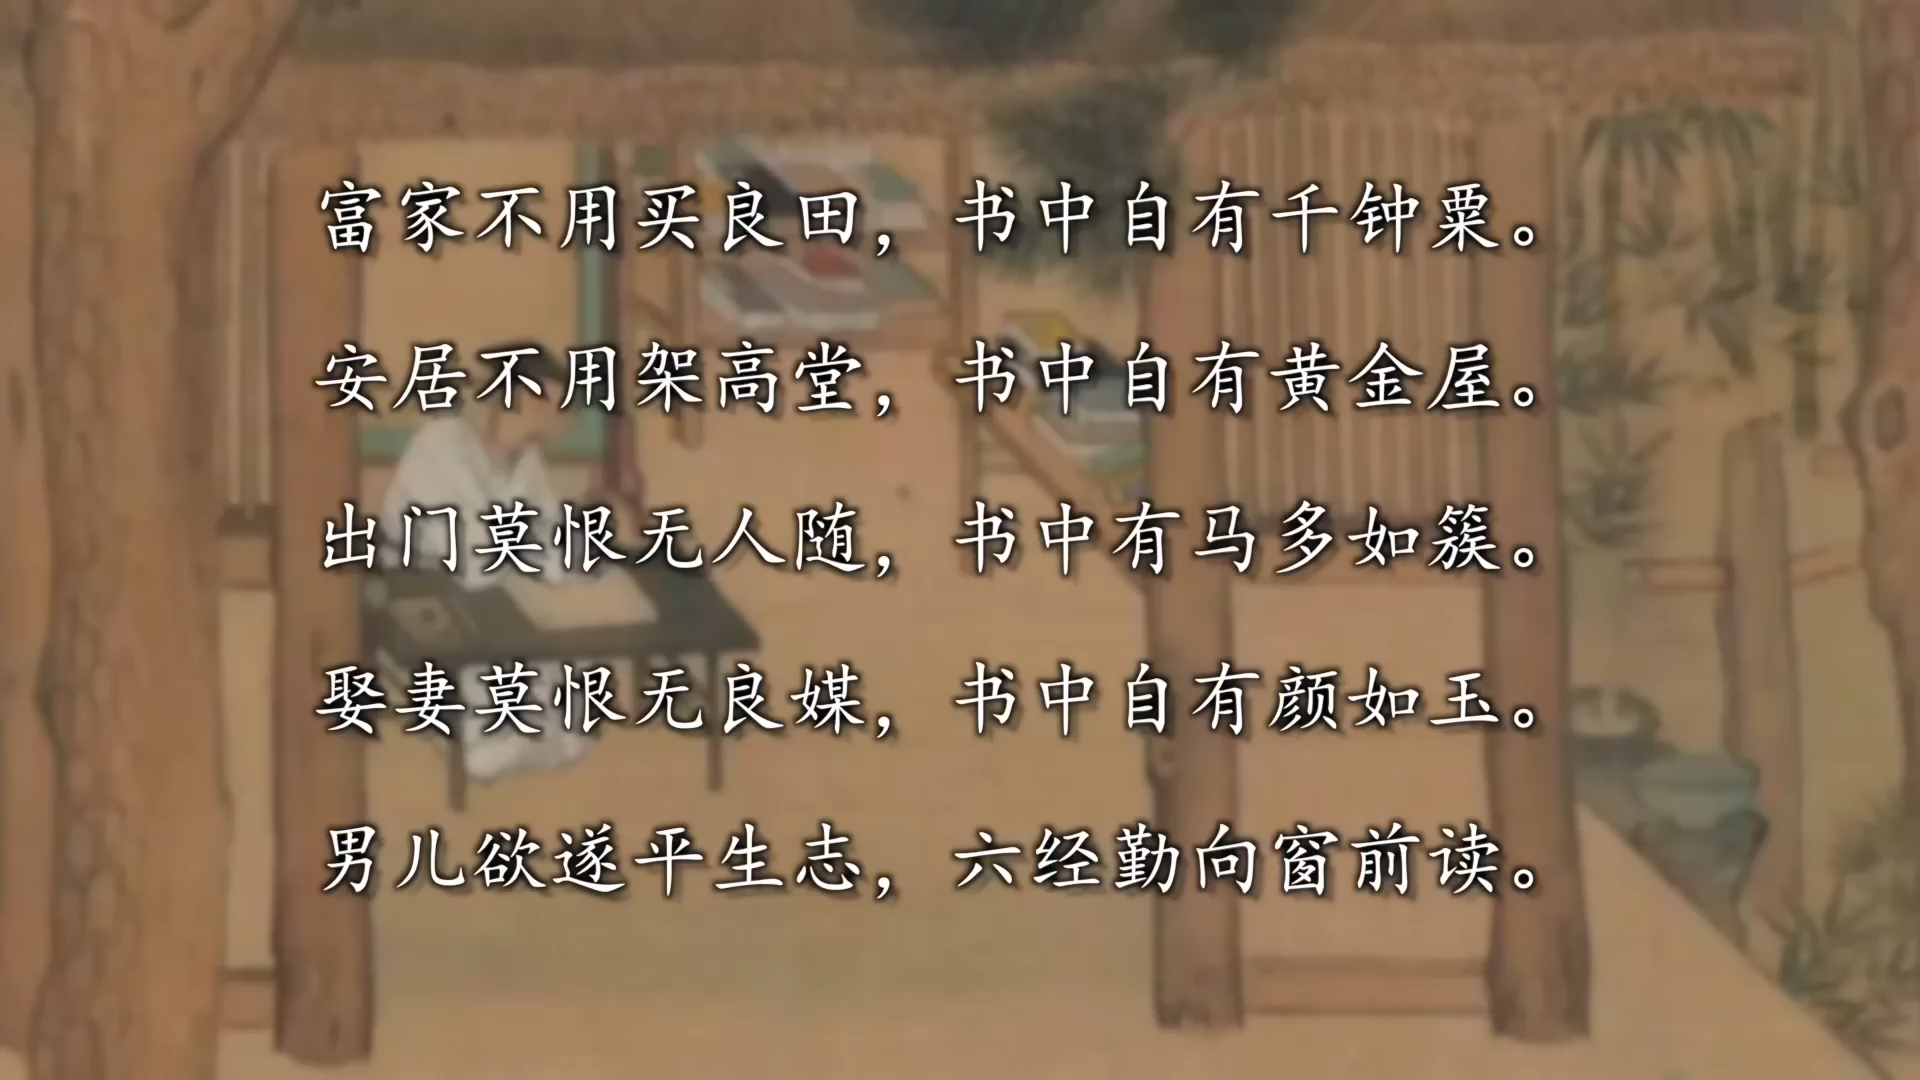 富家不用买良田，书中自有千钟粟。
安居不用架高堂，书中自有黄金屋。
出门莫恨无人随，书中有马多如簇。
娶妻莫恨无良媒，书中自有颜如玉。
男儿欲遂平生志，六经勤向窗前读。